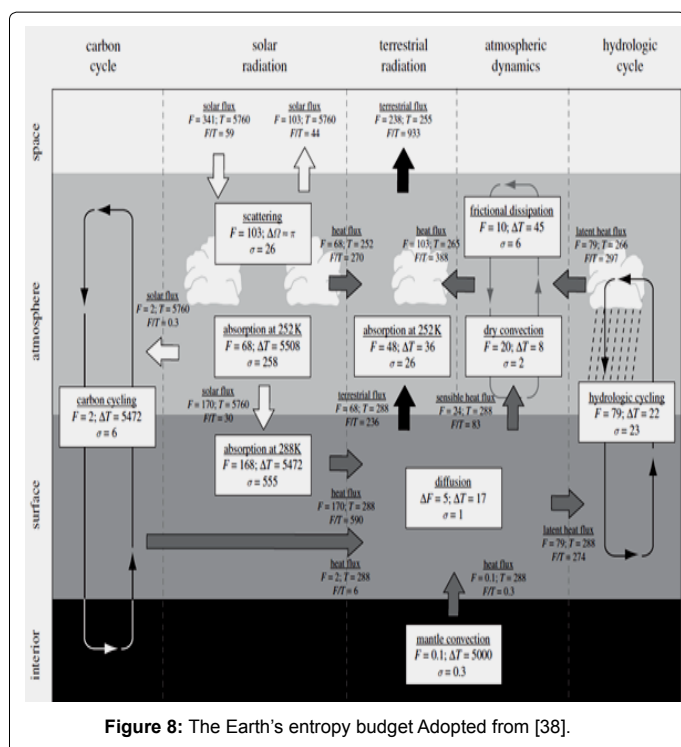 carbon cycle
solar radiation
terrestrial radiation
atmospheric dynamics
hydrologic cycle
space
solar flux
F = 341; T = 5760
F/T = 59
solar flux
F = 103; T = 5760
F/T = 44
terrestrial flux
F = 238; T = 255
F/T = 933
atmosphere
scattering
F = 103; ΔΩ = π
σ = 26
heat flux
F = 68; T = 252
F/T = 270
heat flux
F = 103; T = 265
F/T = 388
frictional dissipation
F = 10; ΔT = 45
σ = 6
latent heat flux
F = 79; T = 266
F/T = 297
solar flux
F = 2; T = 5760
F/T = 0.3
absorption at 252K
F = 68; ΔT = 5508
σ = 258
absorption at 252K
F = 48; ΔT = 36
σ = 26
dry convection
F = 20; ΔT = 8
σ = 2
carbon cycling
F = 2; ΔT = 5472
σ = 6
solar flux
F = 170; T = 5760
F/T = 30
terrestrial flux
F = 68; T = 288
F/T = 236
sensible heat flux
F = 24; T = 288
F/T = 83
hydrologic cycling
F = 79; ΔT = 22
σ = 23
surface
absorption at 288K
F = 168; ΔT = 5472
σ = 555
heat flux
F = 170; T = 288
F/T = 590
diffusion
ΔF = 5; ΔT = 17
σ = 1
latent heat flux
F = 79; T = 288
F/T = 274
heat flux
F = 2; T = 288
F/T = 6
heat flux
F = 0.1; T = 288
F/T = 0.3
interior
mantle convection
F = 0.1; ΔT = 5000
σ = 0.3
Figure 8: The Earth's entropy budget Adopted from [38].